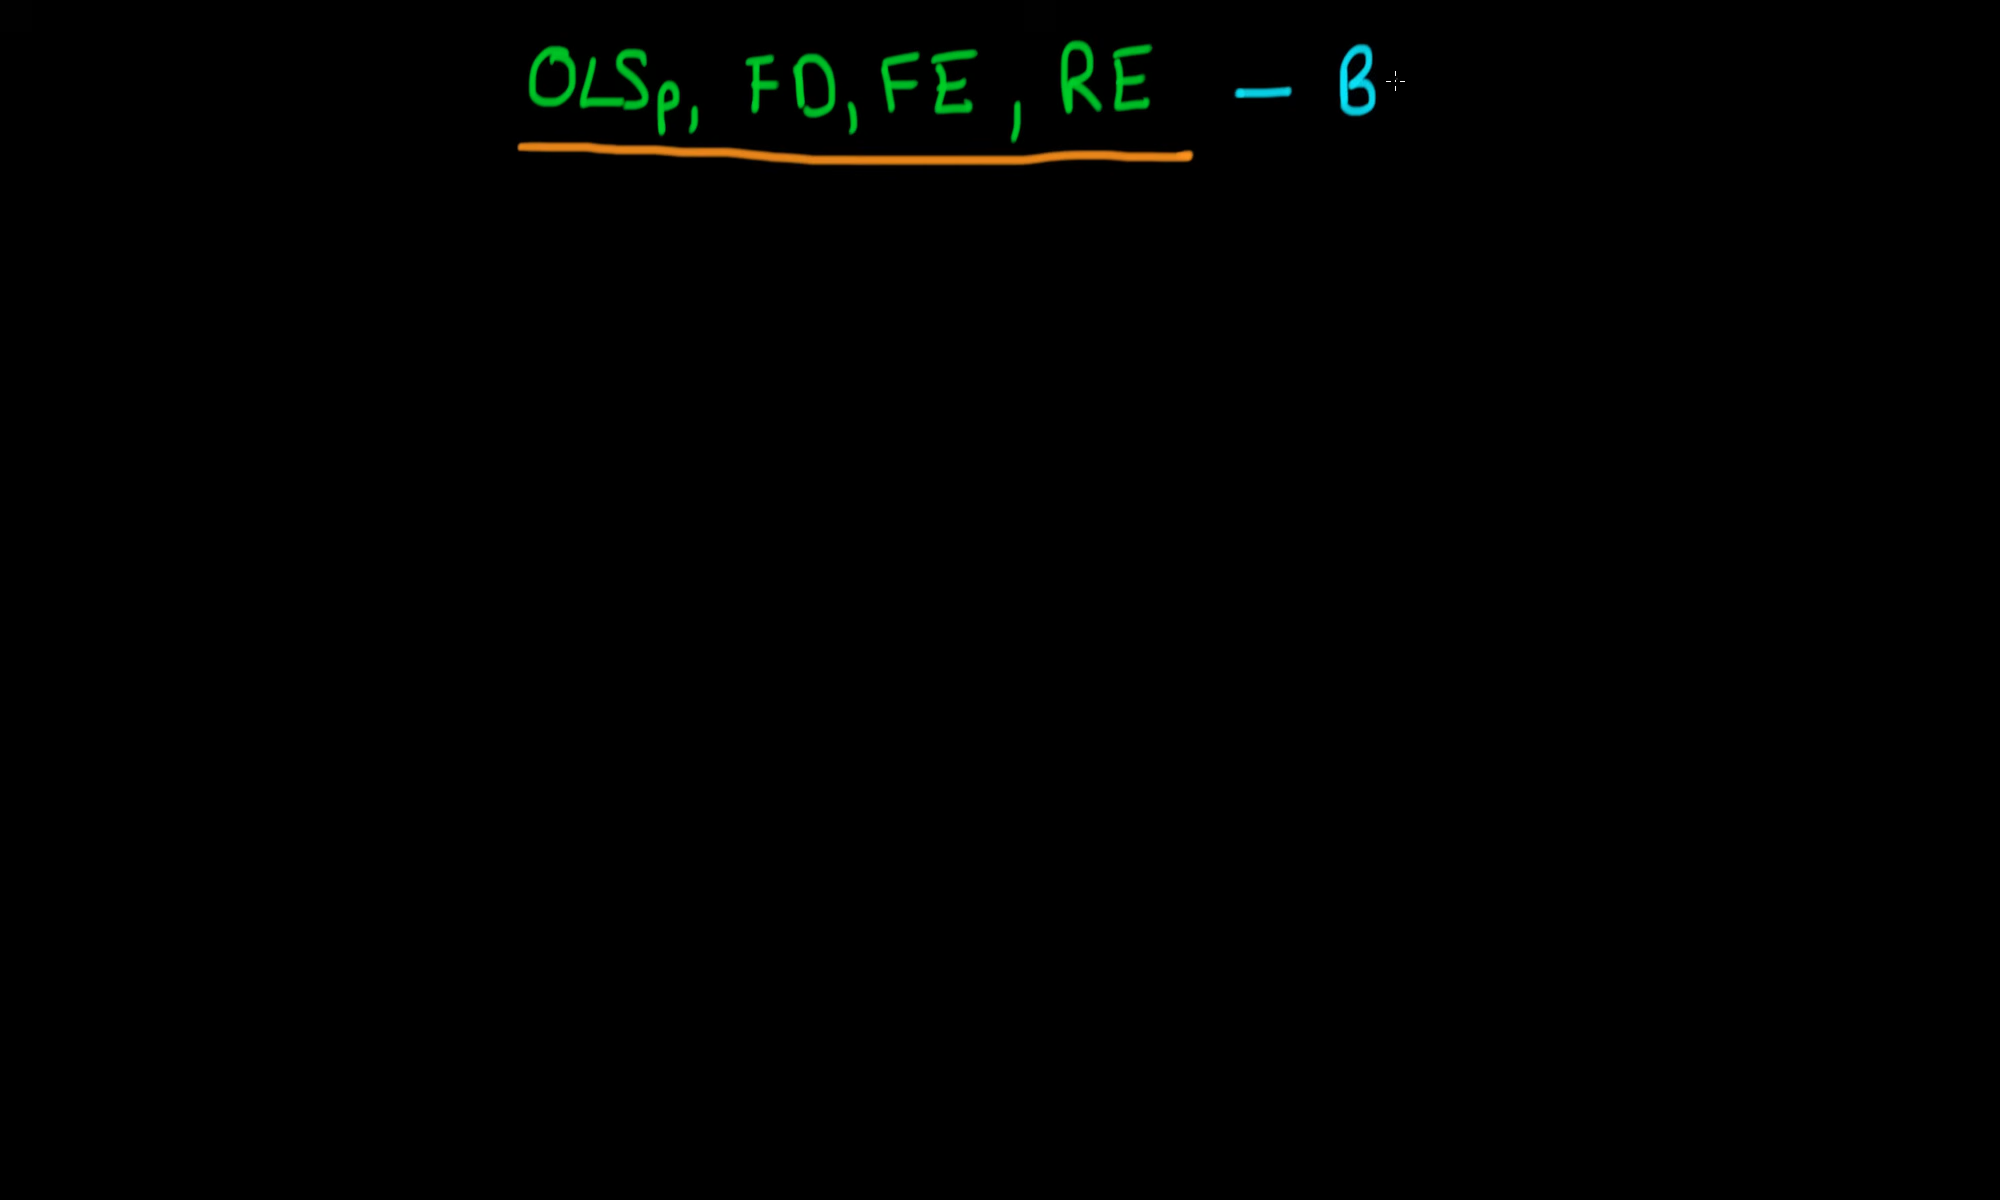 OLSp, FD, FE, RE - B